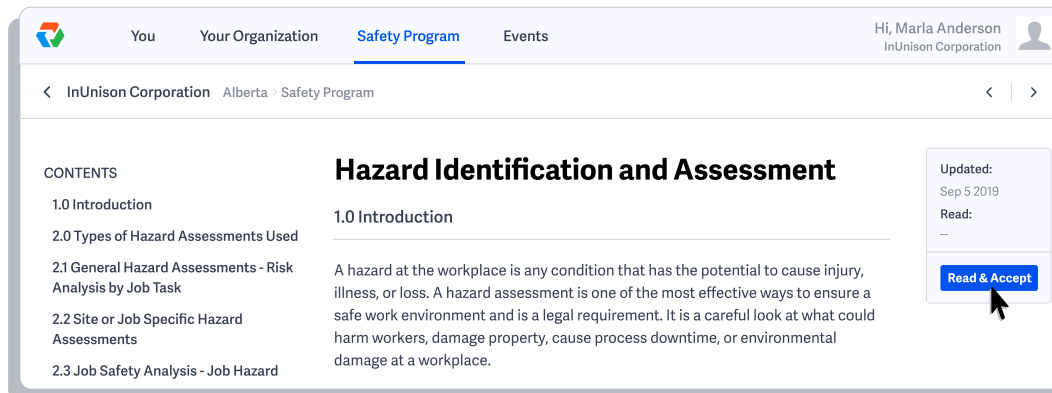 You
Your Organization
Safety Program
Events
Hi, Marla Anderson
InUnison Corporation
InUnison Corporation
Alberta > Safety Program
CONTENTS
1.0 Introduction
2.0 Types of Hazard Assessments Used
2.1 General Hazard Assessments - Risk
Analysis by Job Task
2.2 Site or Job Specific Hazard
Assessments
2.3 Job Safety Analysis - Job Hazard
Hazard Identification and Assessment
1.0 Introduction
A hazard at the workplace is any condition that has the potential to cause injury,
illness, or loss. A hazard assessment is one of the most effective ways to ensure a
safe work environment and is a legal requirement. It is a careful look at what could
harm workers, damage property, cause process downtime, or environmental
damage at a workplace.
Updated:
Sep 5 2019
Read:
--
Read & Accept